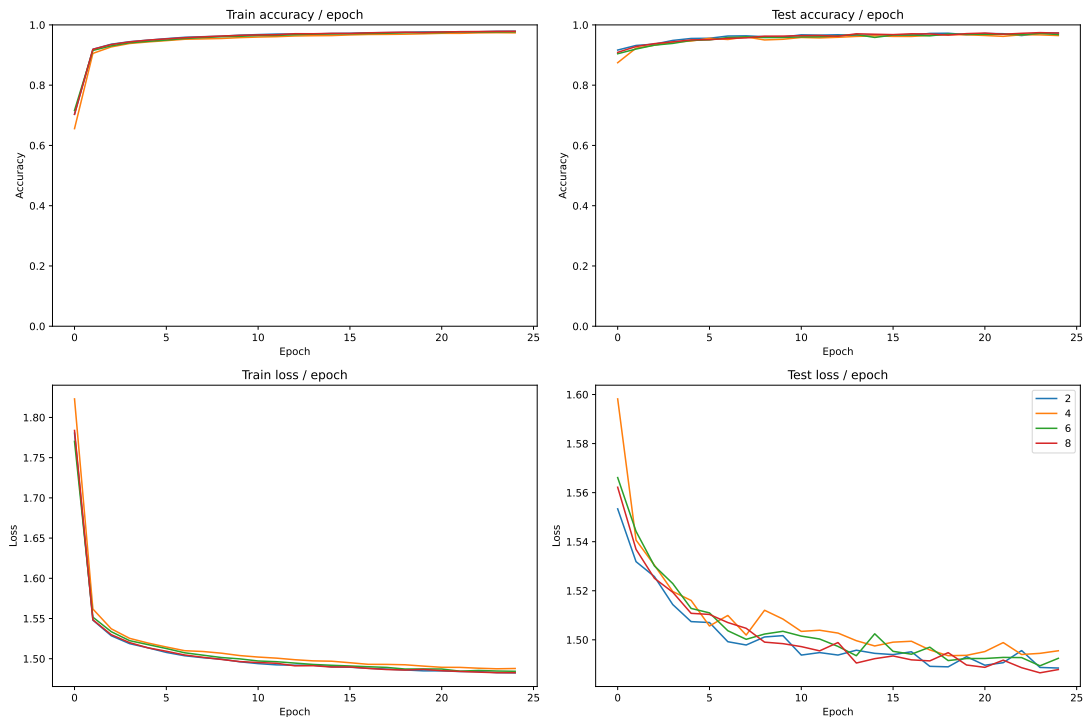 Train accuracy / epoch
1.0
0.8
0.6
0.4
0.2
0.0
Accuracy
0 5 10 15 20 25
Epoch
Test accuracy / epoch
1.0
0.8
0.6
0.4
0.2
0.0
Accuracy
0 5 10 15 20 25
Epoch
Train loss / epoch
1.80
1.75
1.70
1.65
1.60
1.55
1.50
Loss
0 5 10 15 20 25
Epoch
Test loss / epoch
1.60
1.58
1.56
1.54
1.52
1.50
Loss
2
4
6
8
0 5 10 15 20 25
Epoch